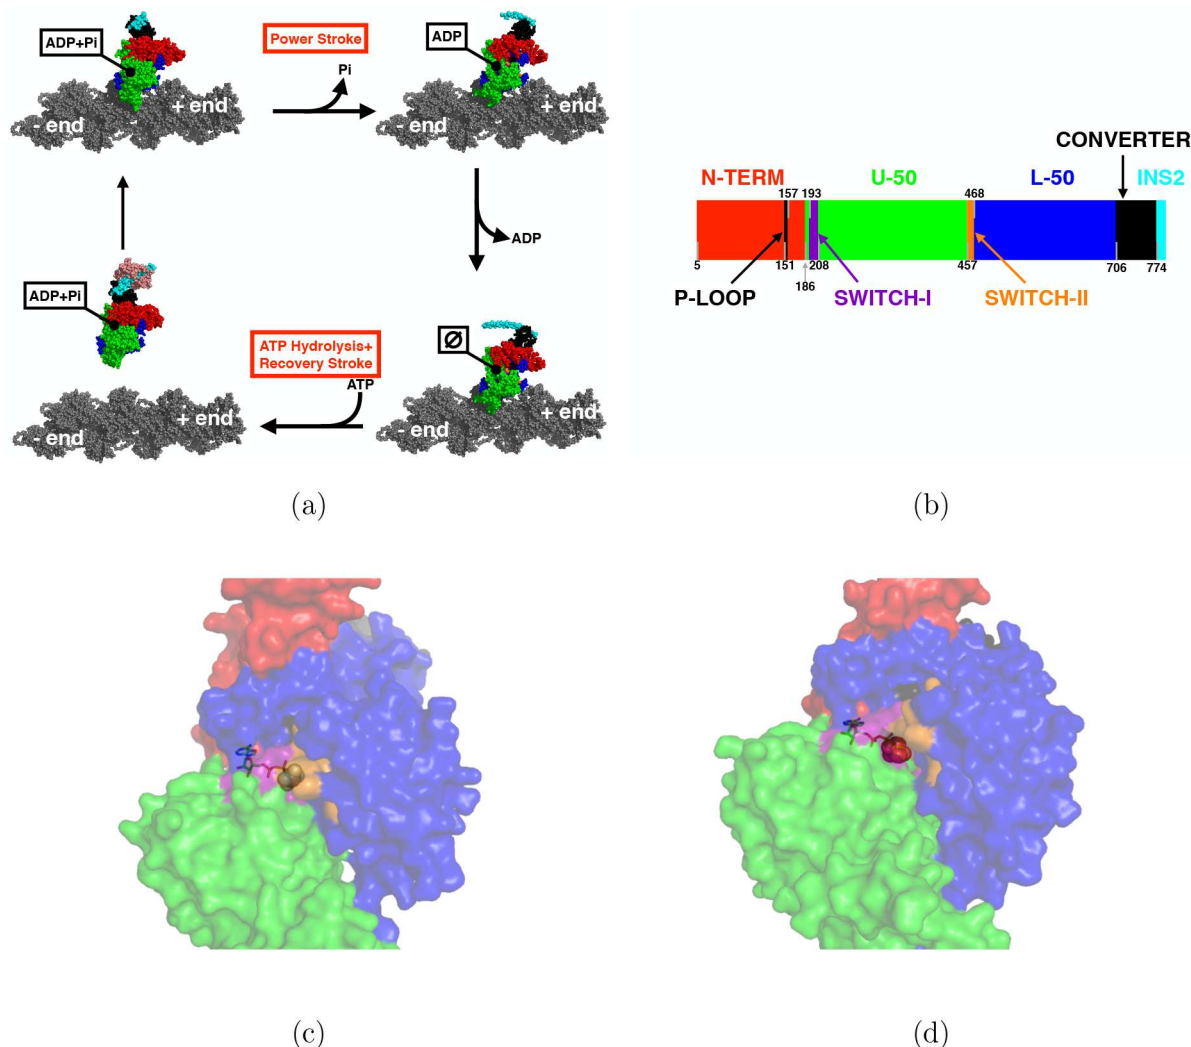 ADP+Pi
Power Stroke
Pi
ADP
- end
+ end
- end
+ end
ADP
ADP+Pi
ATP Hydrolysis+
Recovery Stroke
ATP
Ø
- end
+ end
- end
+ end
(a)
CONVERTER
N-TERM
U-50
L-50
INS2
157
193
468
5
151
208
457
706
774
186
P-LOOP
SWITCH-I
SWITCH-II
(b)
(c)
(d)